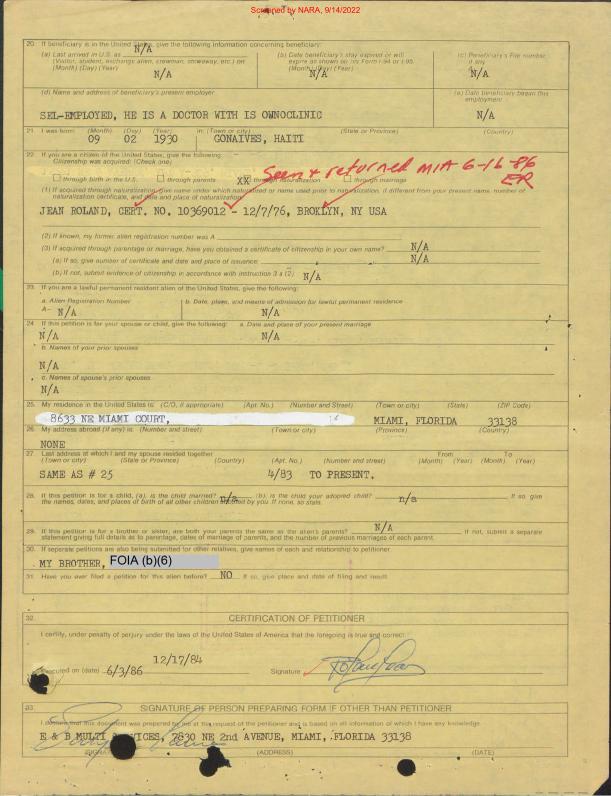 Screened by NARA, 9/14/2022
20. If beneficiary is in the United States, give the following information concerning beneficiary: N/A
(a) Last arrived in U.S. as (Visitor, student, exchange alien, crewman, stowaway, etc.) on (Month) (Day) (Year) N/A
(b) Date beneficiary's stay expired or will expire as shown on his Form I-94 or I-95 (Month) (Day) (Year) N/A
(c) Beneficiary's File number, if any N/A
(d) Name and address of beneficiary's present employer
SEL-EMPLOYED, HE IS A DOCTOR WITH IS OWNOCLINIC
(e) Date beneficiary began this employment N/A
21. I was born: (Month) (Day) (Year) in: (Town or city) (State or Province) (Country)
09 02 1930 GONAIVES, HAITI
22. If you are a citizen of the United States, give the following:
Citizenship was acquired: (Check one)
through birth in the U.S. through parents XX through naturalization through marriage
Seen & returned MIA 6-16-86
ER
(1) If acquired through naturalization, give name under which naturalized or name used prior to naturalization, if different from your present name, number of naturalization certificate, and date and place of naturalization:
JEAN ROLAND, CERT. NO. 10369012 - 12/7/76, BROKLYN, NY USA
(2) If known, my former alien registration number was A
(3) If acquired through parentage or marriage, have you obtained a certificate of citizenship in your own name? N/A
(a) If so, give number of certificate and date and place of issuance N/A
(b) If not, submit evidence of citizenship in accordance with instruction 3 a (2) N/A
23. If you are a lawful permanent resident alien of the United States, give the following:
a. Alien Registration Number b. Date, place, and means of admission for lawful permanent residence
A- N/A N/A
24. If this petition is for your spouse or child, give the following: a. Date and place of your present marriage
N/A N/A
b. Names of your prior spouses
N/A
c. Names of spouse's prior spouses
N/A
25. My residence in the United States is: (C/O, if appropriate) (Apt. No.) (Number and Street) (Town or city) (State) (ZIP Code)
8633 NE MIAMI COURT, MIAMI, FLORIDA 33138
26. My address abroad (if any) is: (Number and street) (Town or city) (Province) (Country)
NONE
27. Last address at which I and my spouse resided together From To
(Town or city) (State or Province) (Country) (Apt. No.) (Number and street) (Month) (Year) (Month) (Year)
SAME AS # 25 4/83 TO PRESENT.
28. If this petition is for a child, (a). is the child married? n/a (b). is the child your adopted child? n/a If so, give
the names, dates, and places of birth of all other children adopted by you. If none, so state.
29. If this petition is for a brother or sister, are both your parents the same as the alien's parents? N/A If not, submit a separate
statement giving full details as to parentage, dates of marriage of parents, and the number of previous marriages of each parent.
30. If separate petitions are also being submitted for other relatives, give names of each and relationship to petitioner
MY BROTHER, FOIA (b)(6)
31. Have you ever filed a petition for this alien before? NO If so, give place and date of filing and result.
32. CERTIFICATION OF PETITIONER
I certify, under penalty of perjury under the laws of the United States of America that the foregoing is true and correct
12/17/84
Executed on (date) 6/3/86 Signature
33. SIGNATURE OF PERSON PREPARING FORM IF OTHER THAN PETITIONER
I declare that this document was prepared by me at the request of the petitioner and is based on all information of which I have any knowledge.
E & B MULTI 7830 NE 2nd AVENUE, MIAMI, FLORIDA 33138
(ADDRESS) (DATE)